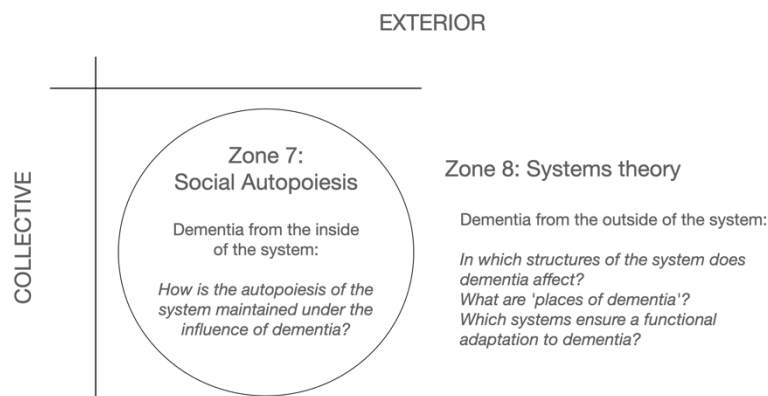 EXTERIOR
COLLECTIVE
Zone 7:
Social Autopoiesis
Dementia from the inside
of the system:
How is the autopoiesis of the
system maintained under the
influence of dementia?
Zone 8: Systems theory
Dementia from the outside of the system:
In which structures of the system does
dementia affect?
What are 'places of dementia'?
Which systems ensure a functional
adaptation to dementia?